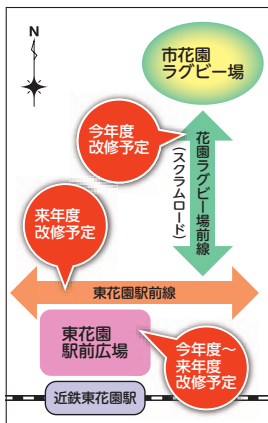 N
市花園
ラグビー場
今年度
改修予定
花園ラグビー場前線
(スクラムロード)
来年度
改修予定
東花園駅前線
東花園
駅前広場
今年度～
来年度
改修予定
近鉄東花園駅